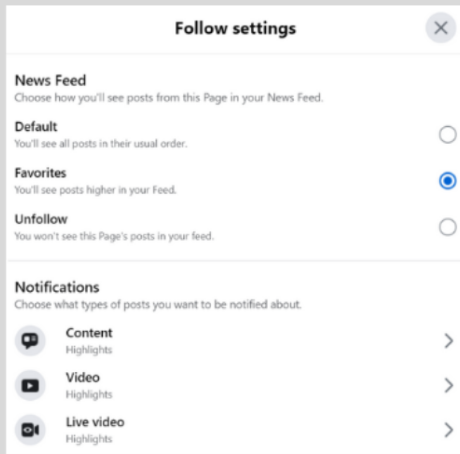 Follow settings
News Feed
Choose how you'll see posts from this Page in your News Feed.
Default
You'll see all posts in their usual order.
Favorites
You'll see posts higher in your Feed.
Unfollow
You won't see this Page's posts in your feed.
Notifications
Choose what types of posts you want to be notified about.
Content
Highlights
Video
Highlights
Live video
Highlights